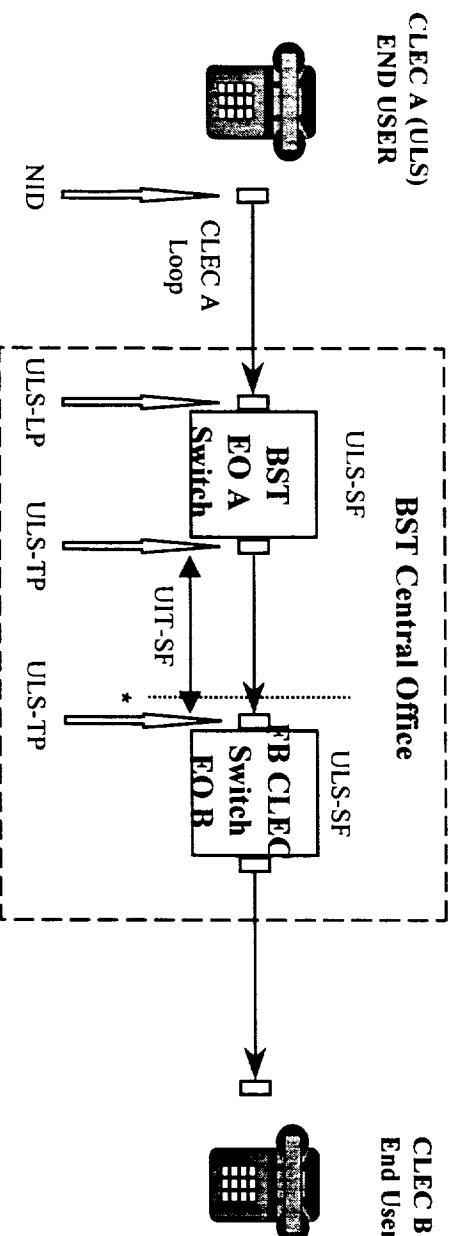 CLEC A (ULS)
END USER
BST Central Office
CLEC B
End User
ULS-SF
ULS-SF
CLEC A
Loop
BST
EO A
Switch
FB CLEC
Switch
EO B
UIT-SF
*
NID
ULS-LP
ULS-TP
ULS-TP